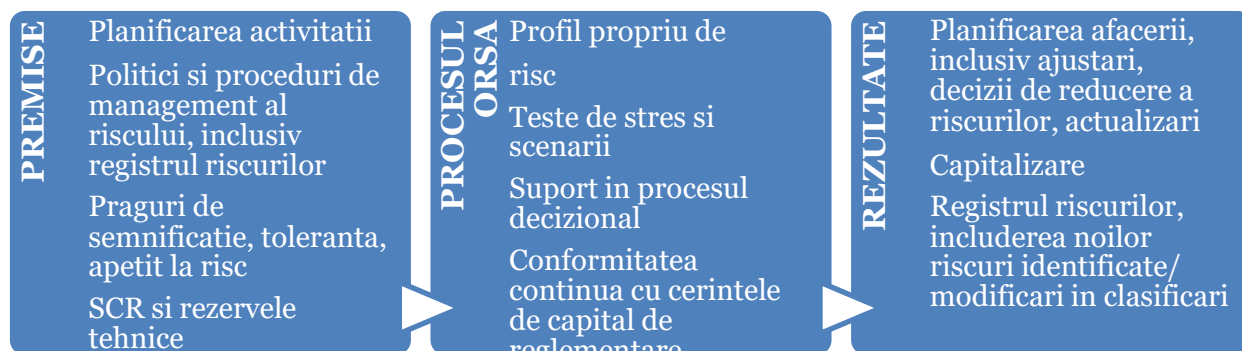 PREMISE
Planificarea activitatii
Politici si proceduri de
management al
riscului, inclusiv
registrul riscurilor
Praguri de
semnificatie, toleranta,
apetit la risc
SCR si rezervele
tehnice
PROCESUL
ORSA
Profil propriu de
risc
Teste de stres si
scenarii
Suport in procesul
decizional
Conformitatea
continua cu cerintele
de capital de
reglementare
REZULTATE
Planificarea afacerii,
inclusiv ajustari,
decizii de reducere a
riscurilor, actualizari
Capitalizare
Registrul riscurilor,
includerea noilor
riscuri identificate/
modificari in clasificari